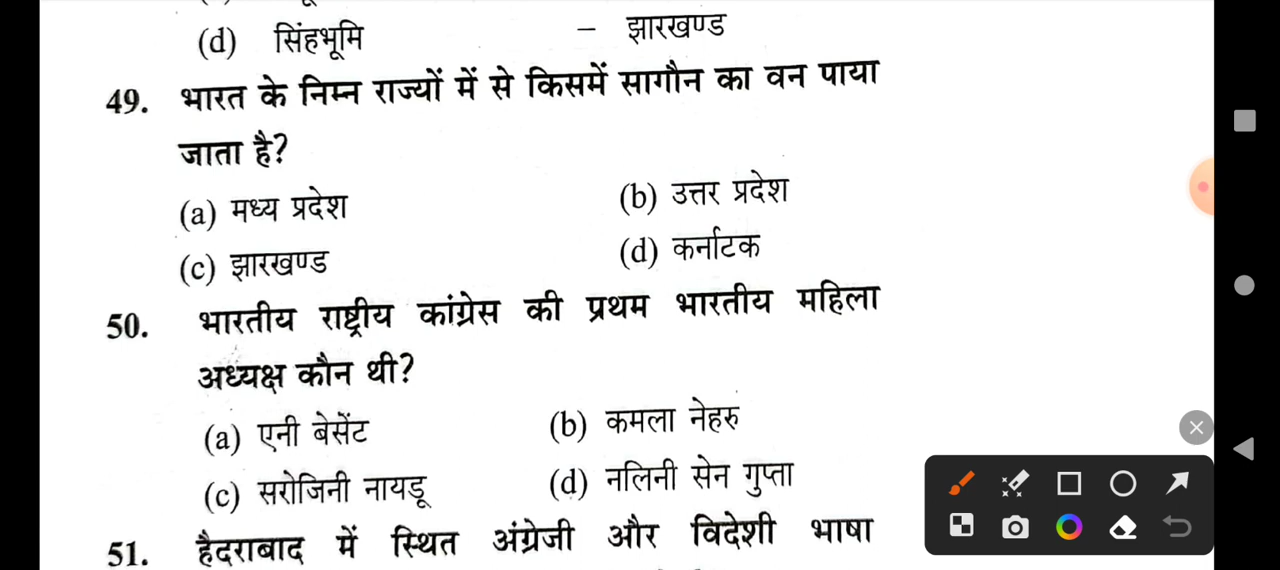 (d) सिंहभूमि – झारखण्ड
49. भारत के निम्न राज्यों में से किसमें सागौन का वन पाया
जाता है?
(a) मध्य प्रदेश (b) उत्तर प्रदेश
(c) झारखण्ड (d) कर्नाटक
50. भारतीय राष्ट्रीय कांग्रेस की प्रथम भारतीय महिला
अध्यक्ष कौन थी?
(a) एनी बेसेंट (b) कमला नेहरु
(c) सरोजिनी नायडू (d) नलिनी सेन गुप्ता
51. हैदराबाद में स्थित अंग्रेजी और विदेशी भाषा